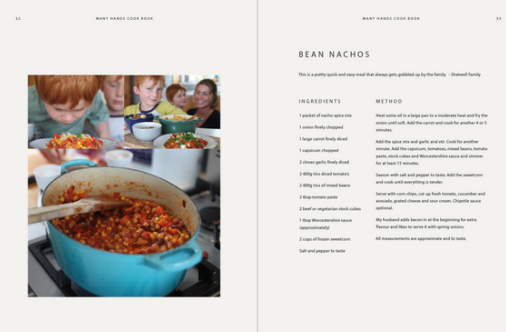 52
MANY HANDS COOK BOOK
MANY HANDS COOK BOOK
53
BEAN NACHOS
This is a pretty quick and easy meal that always gets gobbled up by the family. - Shatwell Family
INGREDIENTS
1 packet of nacho spice mix
1 onion finely chopped
1 large carrot finely diced
1 capsicum chopped
2 cloves garlic finely diced
3 400g tins diced tomatoes
3 400g tins of mixed beans
2 tbsp tomato paste
2 beef or vegetarian stock cubes
1 tbsp Worcestershire sauce
(approximately)
2 cups of frozen sweetcorn
Salt and pepper to taste
METHOD
Heat some oil in a large pan to a moderate heat and fry the
onion until soft. Add the carrot and cook for another 4 or 5
minutes.
Add the spice mix and garlic and stir. Cook for another
minute. Add the capsicum, tomatoes, mixed beans, tomato
paste, stock cubes and Worcestershire sauce and simmer
for at least 15 minutes.
Season with salt and pepper to taste. Add the sweetcorn
and cook until everything is tender.
Serve with corn chips, cut up fresh tomato, cucumber and
avocado, grated cheese and sour cream. Chipotle sauce
optional.
My husband adds bacon in at the beginning for extra
flavour and likes to serve it with spring onions.
All measurements are approximate and to taste.